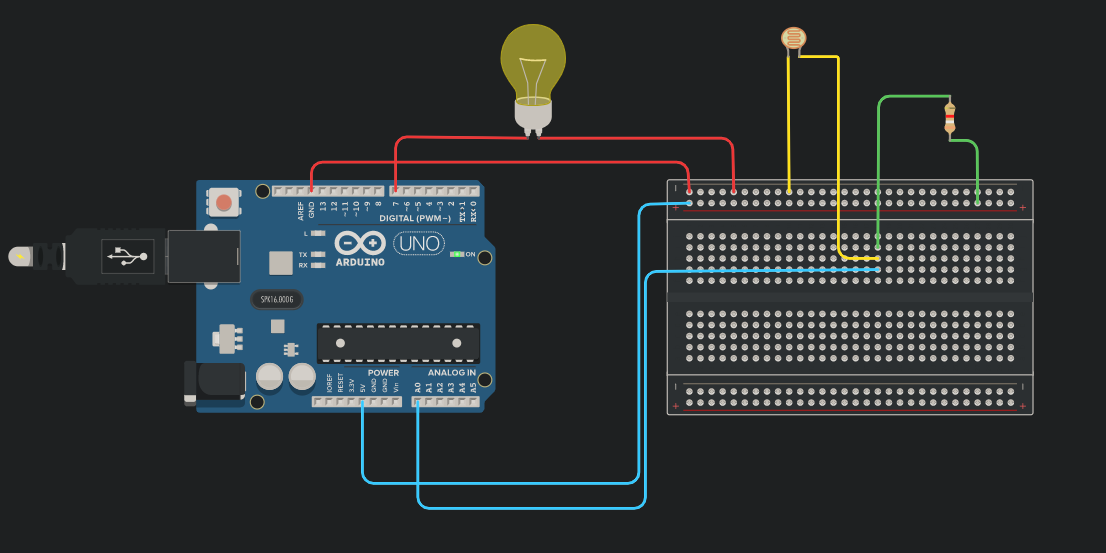 AREF
GND
13
12
~11
~10
~9
8
7
~6
~5
4
~3
2
TX>1
RX<0
DIGITAL (PWM~)
L
TX
RX
UNO
ARDUINO
ON
SPK16.000G
POWER
ANALOG IN
IOREF
RESET
3.3V
5V
GND
GND
Vin
A0
A1
A2
A3
A4
A5